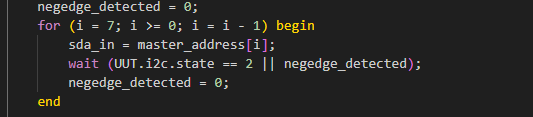 negedge_detected = 0;
for (i = 7; i >= 0; i = i - 1) begin
sda_in = master_address[i];
wait (UUT.i2c.state == 2 || negedge_detected);
negedge_detected = 0;
end